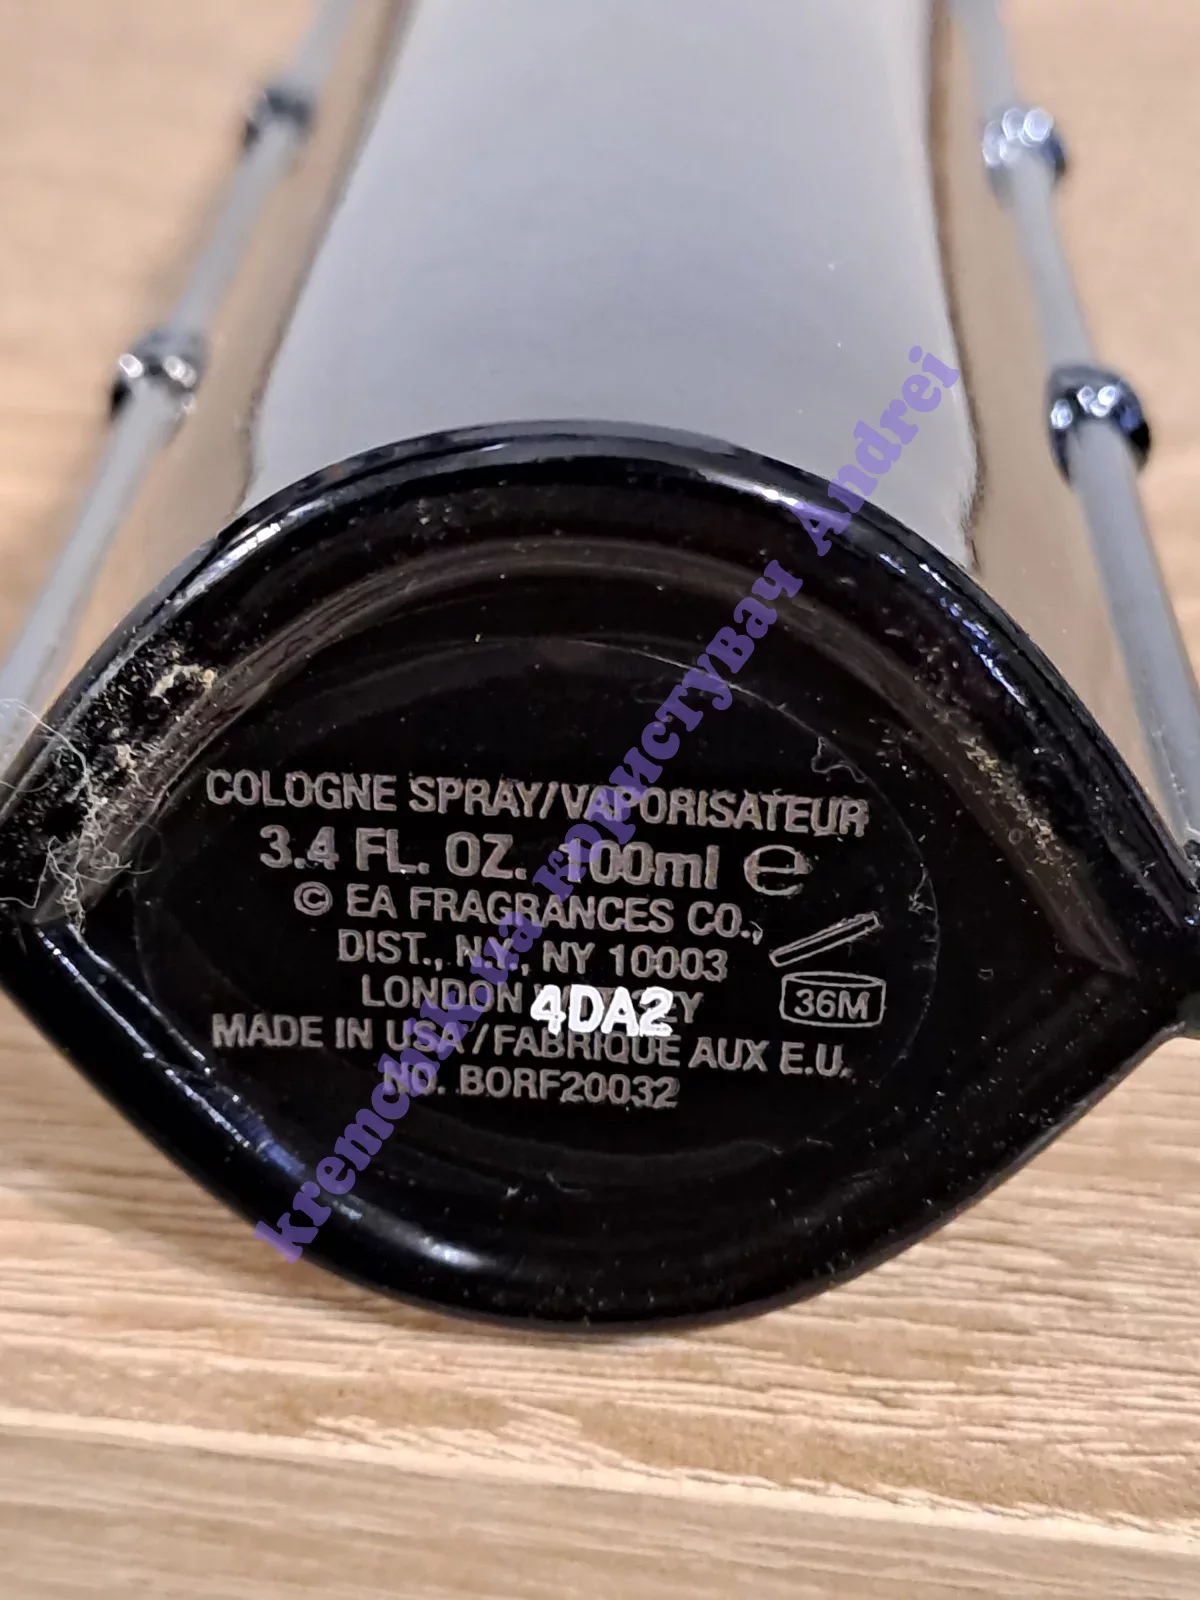 COLOGNE SPRAY/VAPORISATEUR
3.4 FL. OZ. 100ml ℮
© EA FRAGRANCES CO.,
DIST., N.Y., NY 10003
LONDON
4DA2
36M
MADE IN USA/FABRIQUE AUX E.U.
NO. BORF20032
kremchikua користувач Andrei